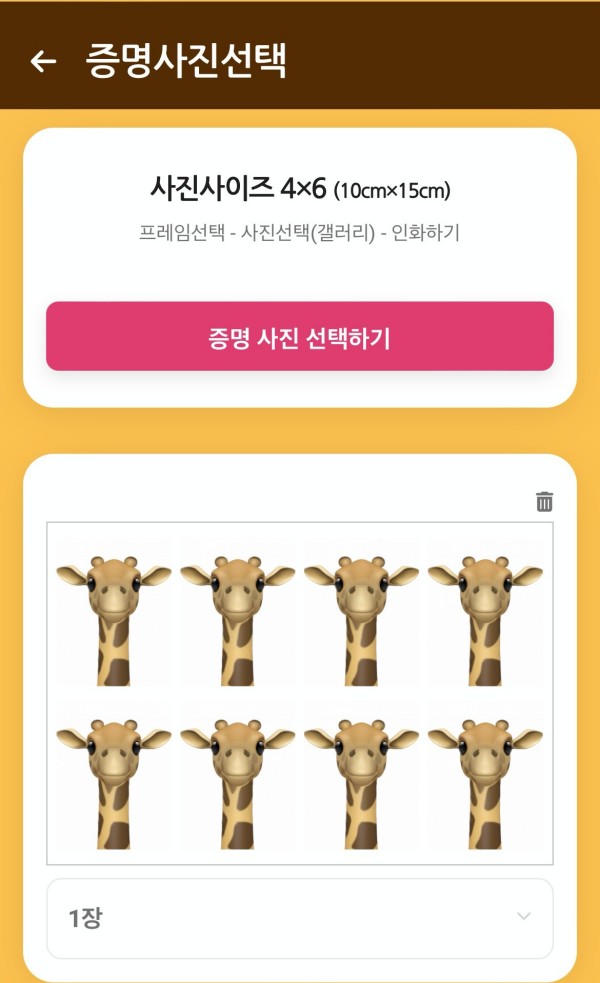 증명사진선택
사진사이즈 4×6 (10cm×15cm)
프레임선택 - 사진선택(갤러리) - 인화하기
증명 사진 선택하기
1장